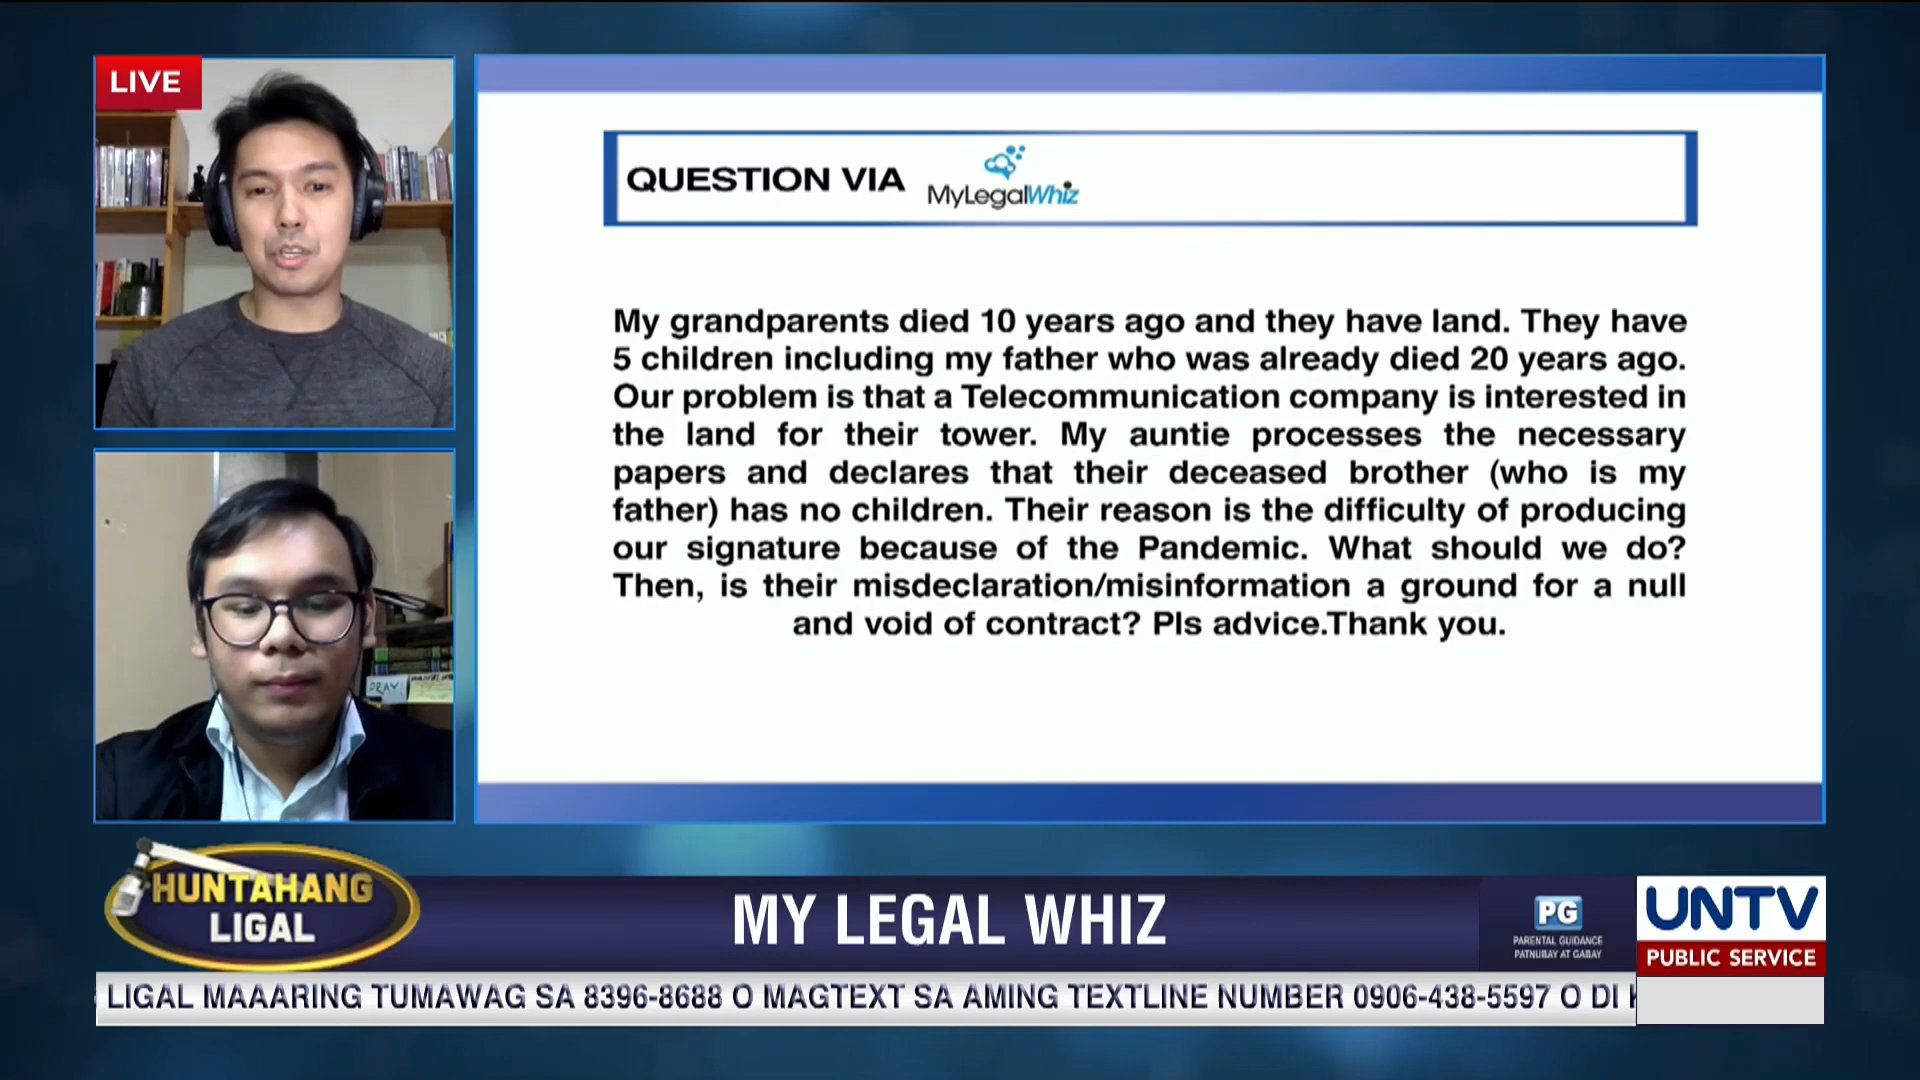 LIVE
QUESTION VIA MyLegalWhiz
My grandparents died 10 years ago and they have land. They have
5 children including my father who was already died 20 years ago.
Our problem is that a Telecommunication company is interested in
the land for their tower. My auntie processes the necessary
papers and declares that their deceased brother (who is my
father) has no children. Their reason is the difficulty of producing
our signature because of the Pandemic. What should we do?
Then, is their misdeclaration/misinformation a ground for a null
and void of contract? Pls advice.Thank you.
HUNTAHANG
LIGAL
MY LEGAL WHIZ
PG
PARENTAL GUIDANCE
PATNUBAY AT GABAY
UNTV
PUBLIC SERVICE
LIGAL MAAARING TUMAWAG SA 8396-8688 O MAGTEXT SA AMING TEXTLINE NUMBER 0906-438-5597 O DI